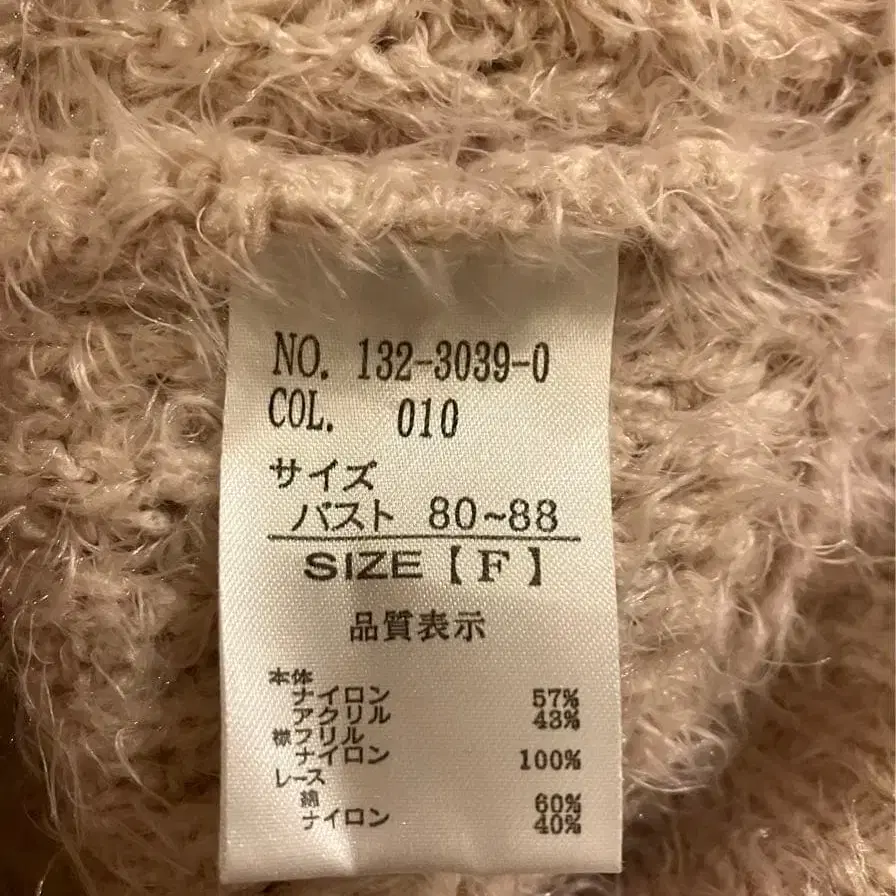 NO. 132-3039-0
COL. 010
サイズ
バスト 80~88
SIZE【F】
品質表示
本体
ナイロン 57%
アクリル 43%
襟フリル
ナイロン 100%
レース
綿 60%
ナイロン 40%